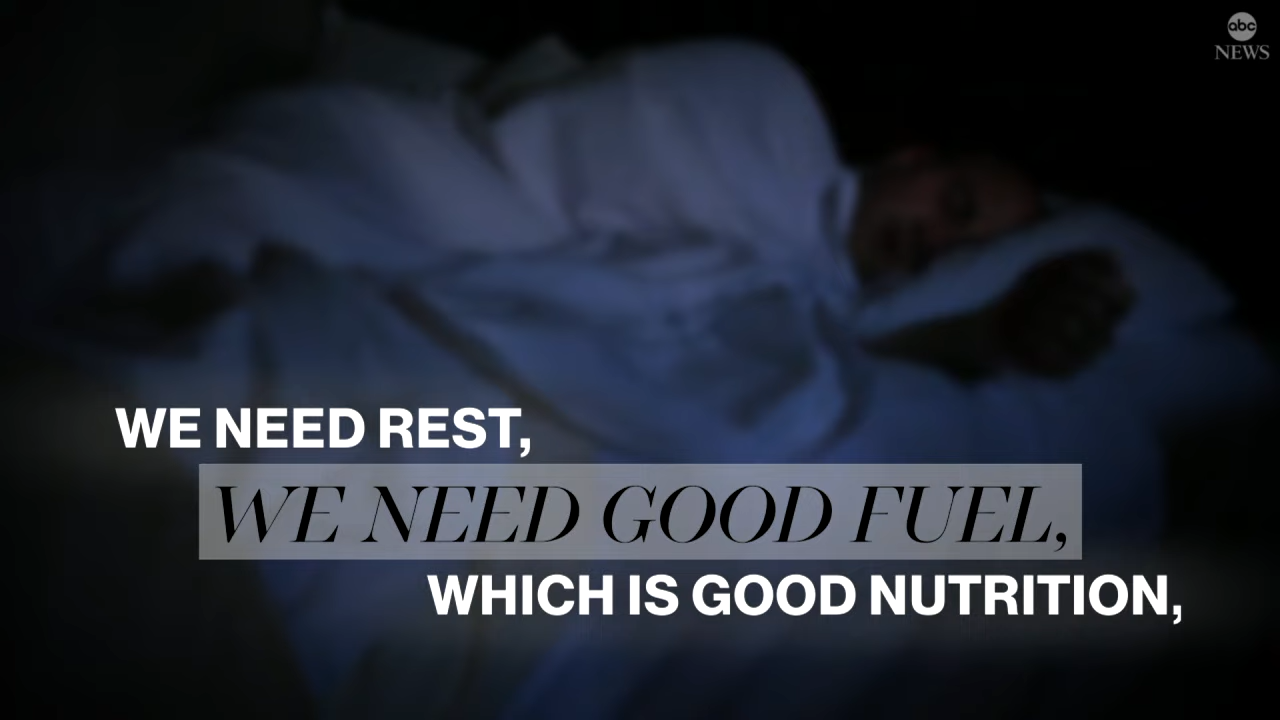 abc
NEWS
WE NEED REST,
WE NEED GOOD FUEL,
WHICH IS GOOD NUTRITION,